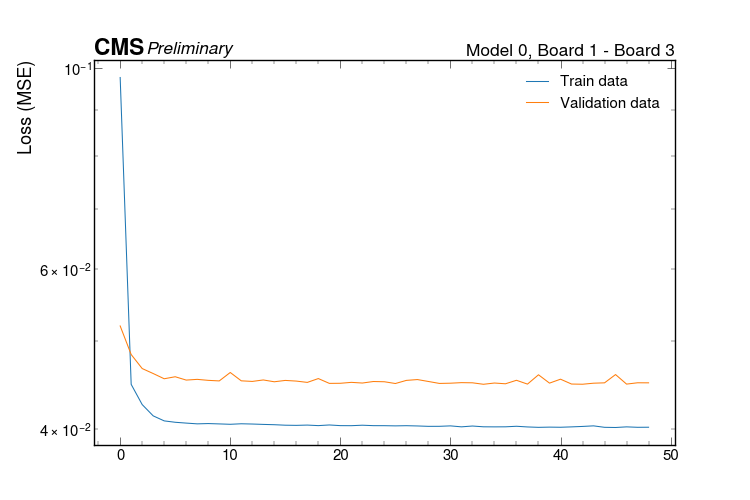 CMS Preliminary
Model 0, Board 1 - Board 3
Loss (MSE)
10⁻¹
6 × 10⁻²
4 × 10⁻²
Train data
Validation data
0 10 20 30 40 50